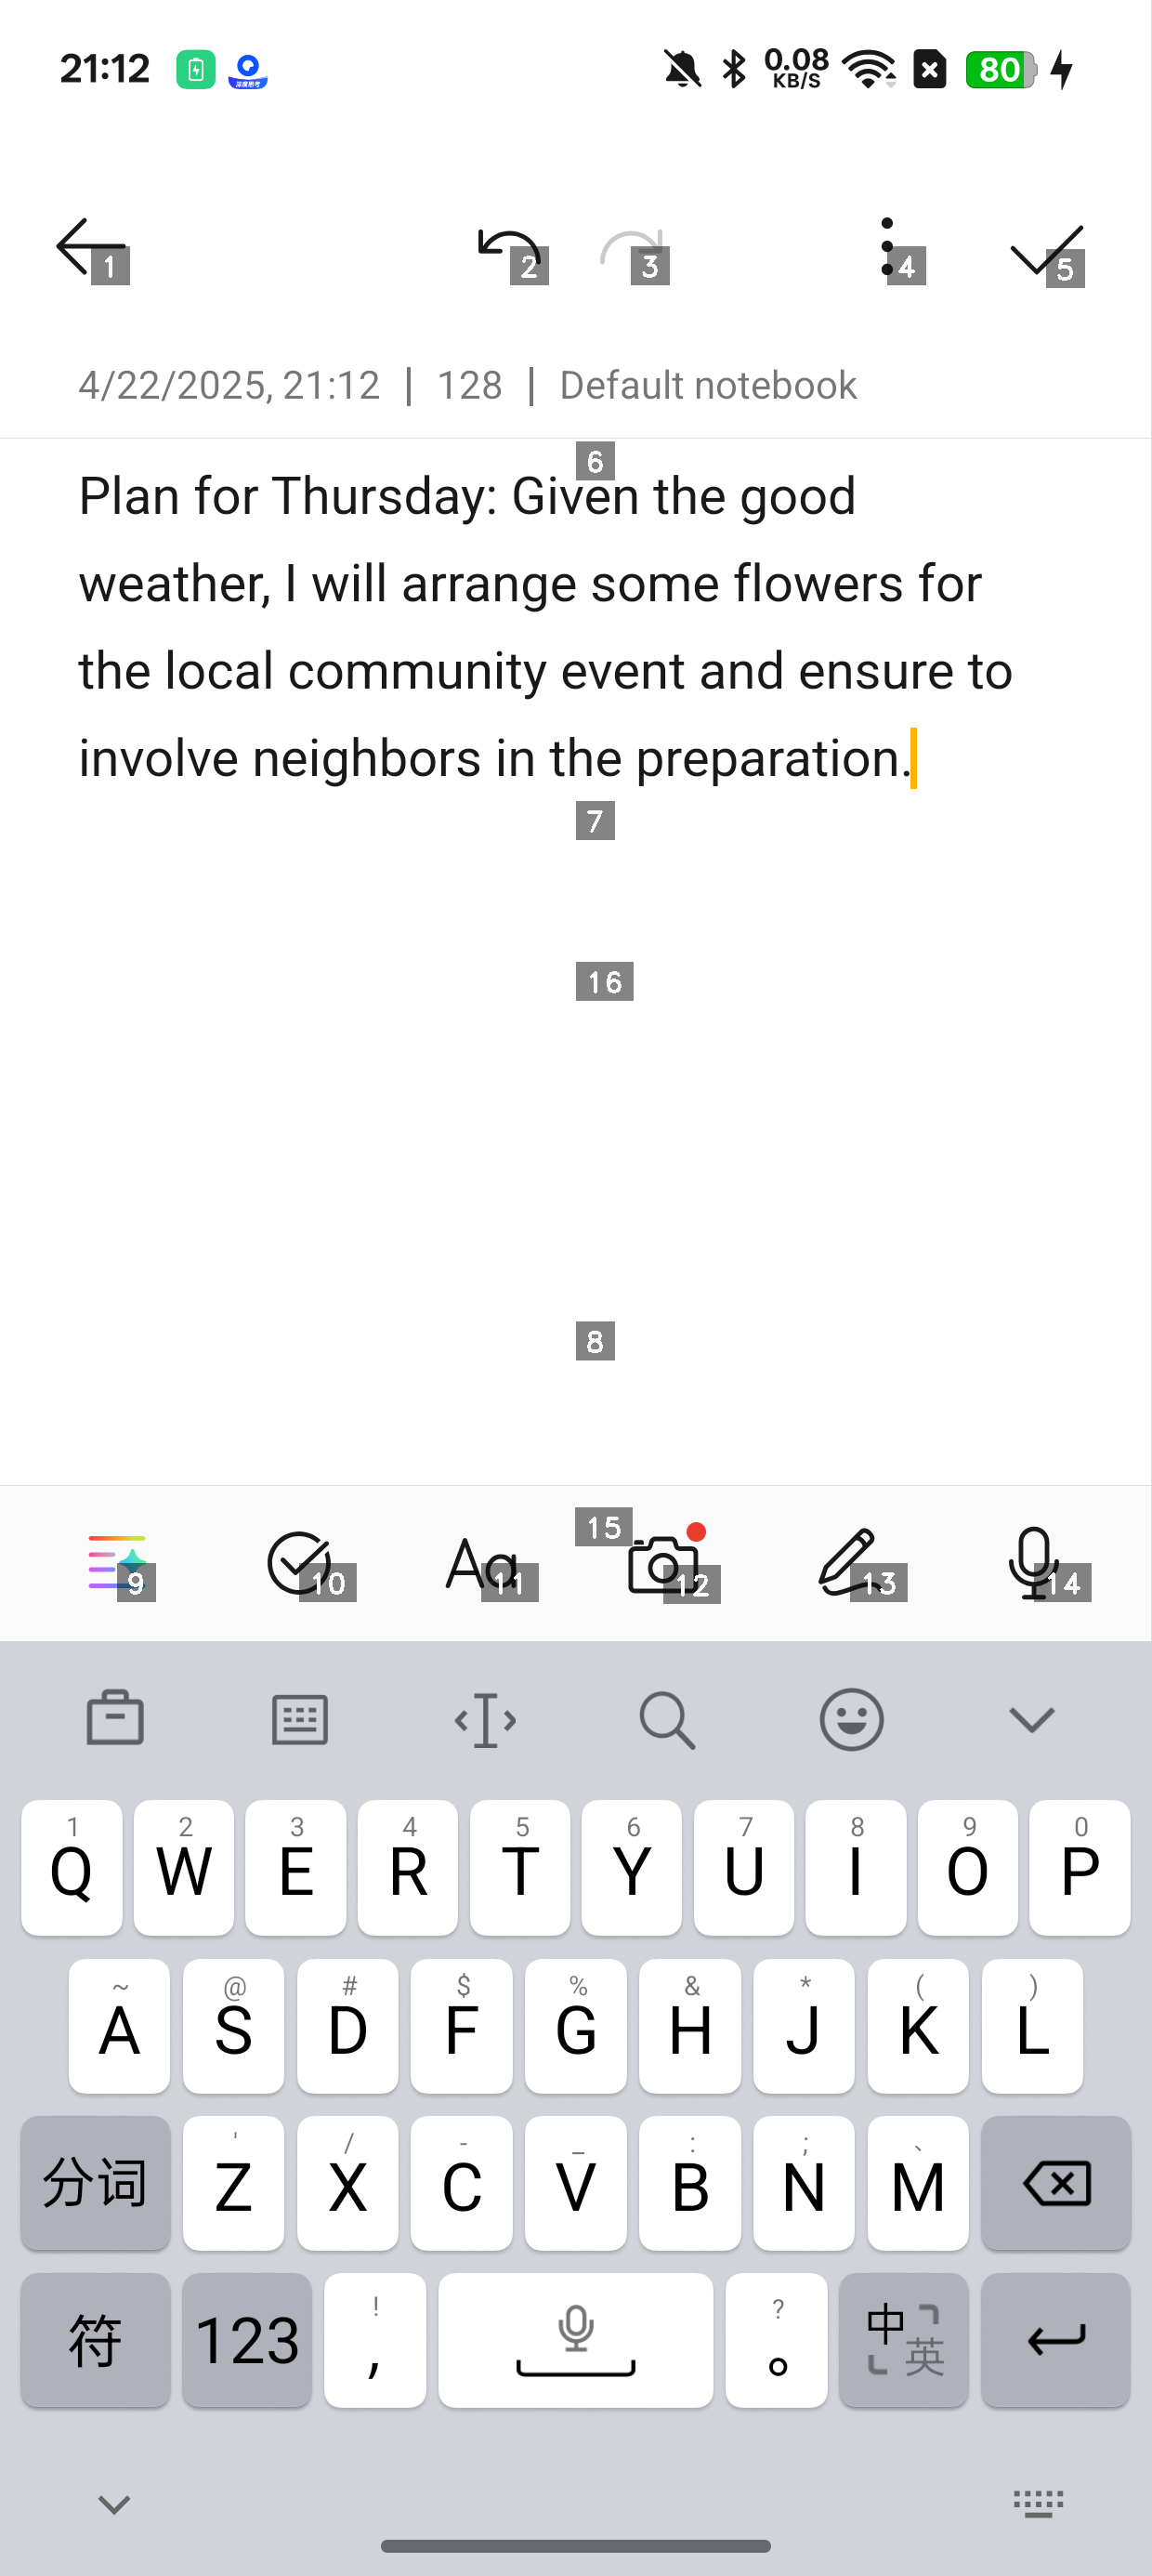 21:12
0.08
KB/S
80
1
2
3
4
5
4/22/2025, 21:12 | 128 | Default notebook
6
Plan for Thursday: Given the good
weather, I will arrange some flowers for
the local community event and ensure to
involve neighbors in the preparation.
7
16
8
15
9
10
Aa
11
12
13
14
1 2 3 4 5 6 7 8 9 0
Q W E R T Y U I O P
~ @ # $ % & * ( )
A S D F G H J K L
' / - _ : ; 、
分词 Z X C V B N M
! ?
符 123 , 。 中 英